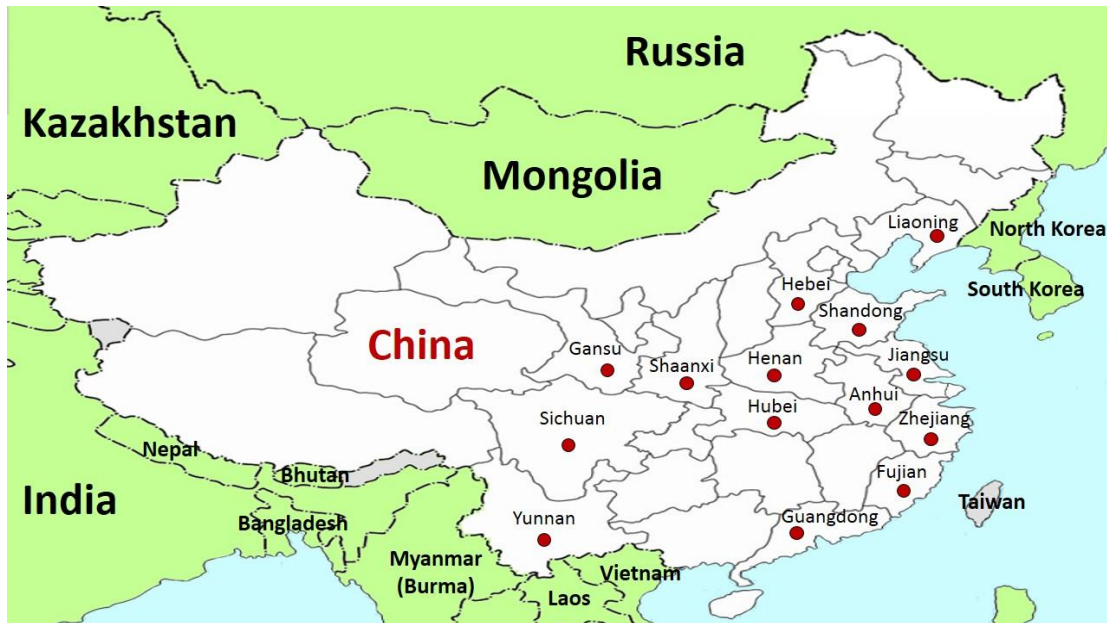 Russia
Kazakhstan
Mongolia
Liaoning
North Korea
Hebei
South Korea
Shandong
China
Gansu
Shaanxi
Henan
Jiangsu
Anhui
Hubei
Sichuan
Zhejiang
Nepal
Bhutan
Fujian
India
Taiwan
Bangladesh
Yunnan
Guangdong
Myanmar
(Burma)
Vietnam
Laos